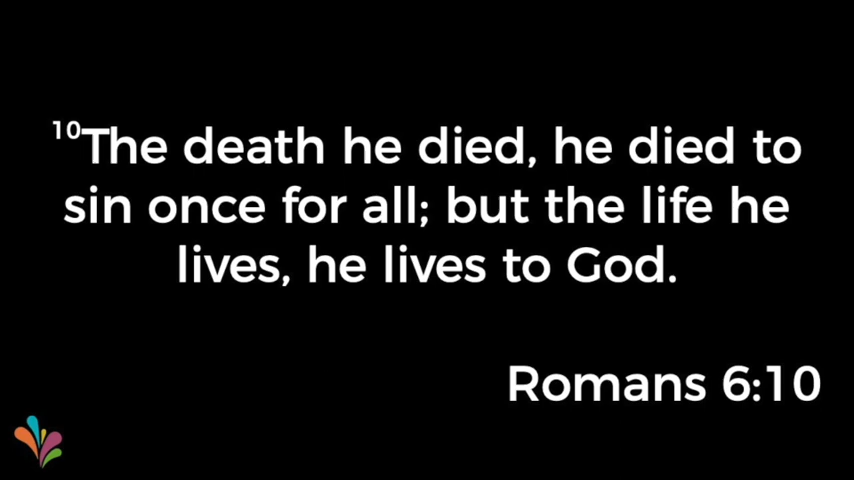 ¹⁰The death he died, he died to
sin once for all; but the life he
lives, he lives to God.
Romans 6:10